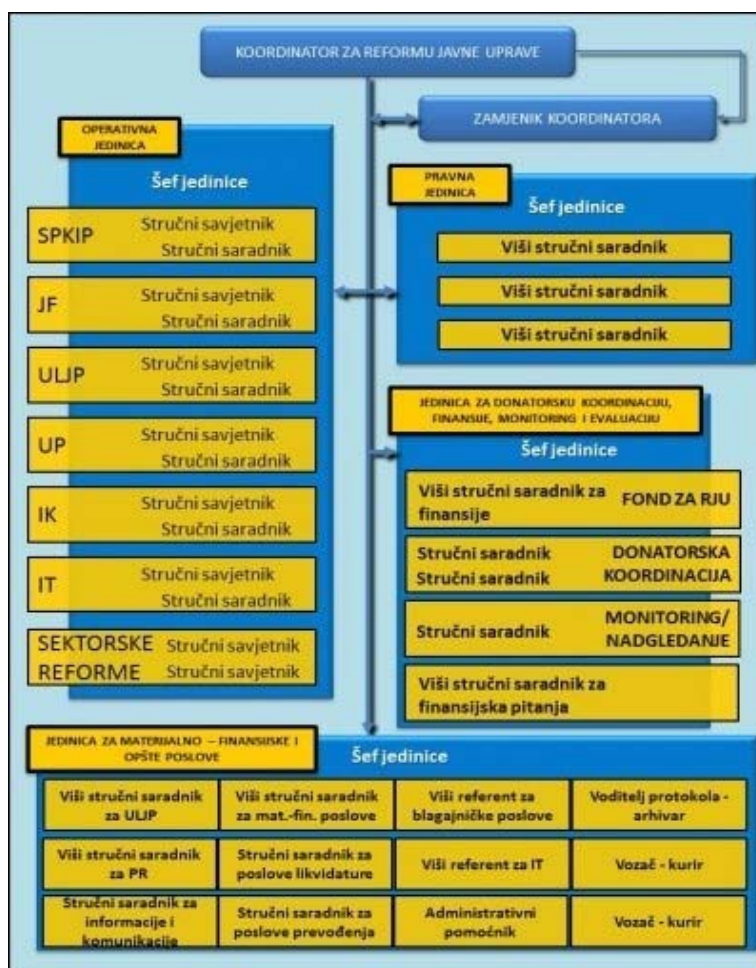 KOORDINATOR ZA REFORMU JAVNE UPRAVE
ZAMJENIK KOORDINATORA
OPERATIVNA
JEDINICA
Šef jedinice
SPKIP
Stručni savjetnik
Stručni saradnik
JF
Stručni savjetnik
Stručni saradnik
ULJP
Stručni savjetnik
Stručni saradnik
UP
Stručni savjetnik
Stručni saradnik
IK
Stručni savjetnik
Stručni saradnik
IT
Stručni savjetnik
Stručni saradnik
SEKTORSKE
REFORME
Stručni savjetnik
Stručni savjetnik
PRAVNA
JEDINICA
Šef jedinice
Viši stručni saradnik
Viši stručni saradnik
Viši stručni saradnik
JEDINICA ZA DONATORSKU KOORDINACIJU,
FINANSIJE, MONITORING I EVALUACIJU
Šef jedinice
Viši stručni saradnik za
finansije
FOND ZA RJU
Stručni saradnik
Stručni saradnik
DONATORSKA
KOORDINACIJA
Stručni saradnik
MONITORING/
NADGLEDANJE
Viši stručni saradnik za
finansijska pitanja
JEDINICA ZA MATERIJALNO – FINANSIJSKE I
OPŠTE POSLOVE
Šef jedinice
Viši stručni saradnik
za ULJP
Viši stručni saradnik
za mat.-fin. poslove
Viši referent za
blagajničke poslove
Voditelj protokola -
arhivar
Viši stručni saradnik
za PR
Stručni saradnik za
poslove likvidature
Viši referent za IT
Vozač - kurir
Stručni saradnik za
informacije i
komunikacije
Stručni saradnik za
poslove prevođenja
Administrativni
pomoćnik
Vozač - kurir